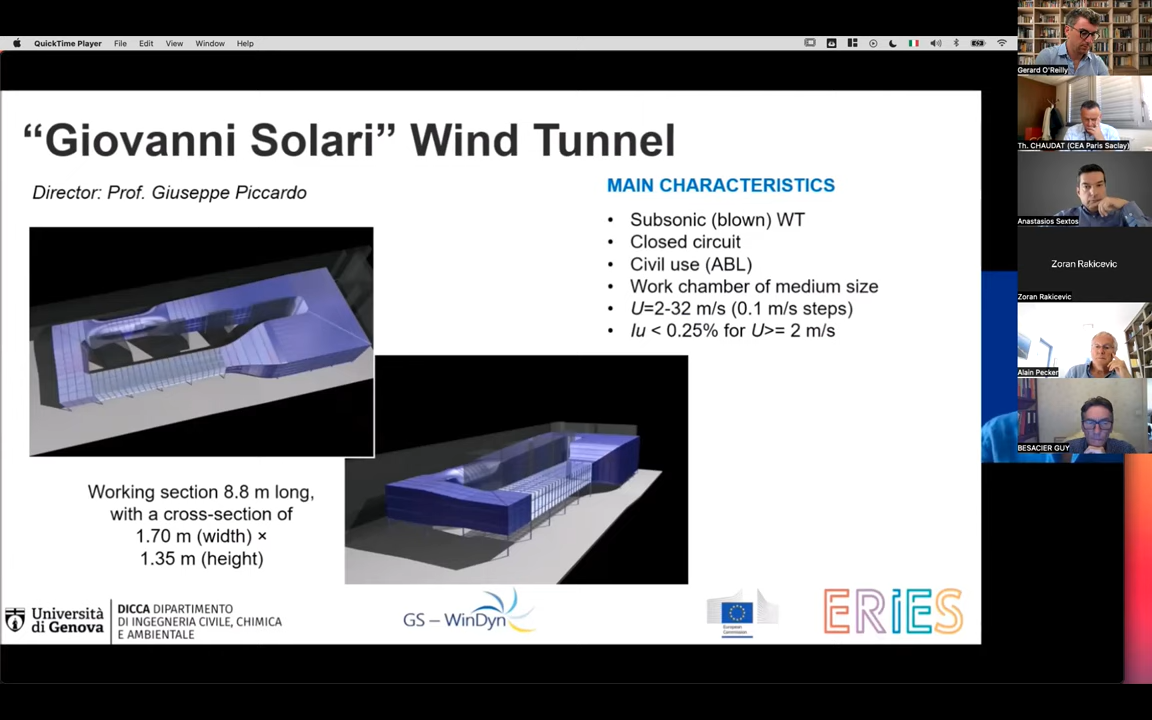 QuickTime Player File Edit View Window Help
“Giovanni Solari” Wind Tunnel
Director: Prof. Giuseppe Piccardo
MAIN CHARACTERISTICS
• Subsonic (blown) WT
• Closed circuit
• Civil use (ABL)
• Work chamber of medium size
• U=2-32 m/s (0.1 m/s steps)
• Iu < 0.25% for U>= 2 m/s
Working section 8.8 m long,
with a cross-section of
1.70 m (width) ×
1.35 m (height)
Università
di Genova
DICCA DIPARTIMENTO
DI INGEGNERIA CIVILE, CHIMICA
E AMBIENTALE
GS – WinDyn
European
Commission
ERIES
Gerard O'Reilly
Th. CHAUDAT (CEA Paris Saclay)
Anastasios Sextos
Zoran Rakicevic
Zoran Rakicevic
Alain Pecker
BESACIER GUY